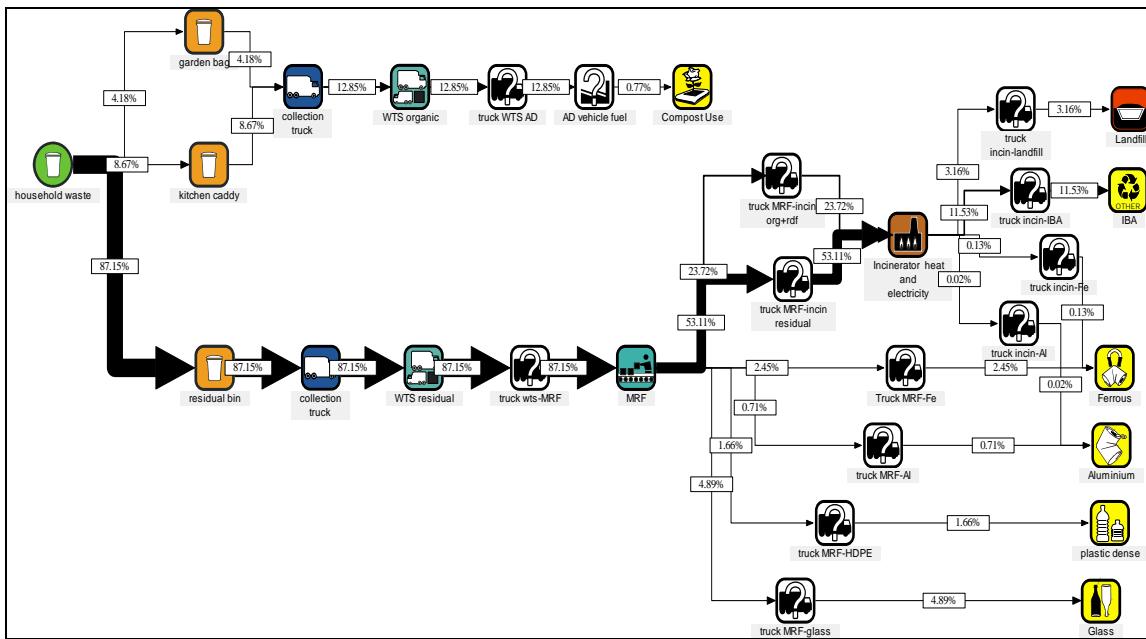 garden bag
4.18%
4.18%
8.67%
8.67%
kitchen caddy
household waste
collection
truck
12.85%
WTS organic
12.85%
truck WTS AD
12.85%
AD vehicle fuel
0.77%
Compost Use
87.15%
residual bin
87.15%
collection
truck
87.15%
WTS residual
87.15%
truck wts-MRF
87.15%
MRF
23.72%
53.11%
truck MRF-incin
org+rdf
23.72%
truck MRF-incin
residual
53.11%
Incinerator heat
and
electricity
3.16%
truck
incin-landfill
3.16%
Landfill
11.53%
truck incin-IBA
11.53%
OTHER
IBA
0.13%
truck incin-Fe
0.13%
0.02%
truck incin-Al
0.02%
2.45%
Truck MRF-Fe
2.45%
Ferrous
0.71%
truck MRF-Al
0.71%
Aluminium
1.66%
truck MRF-HDPE
1.66%
plastic dense
4.89%
truck MRF-glass
4.89%
Glass